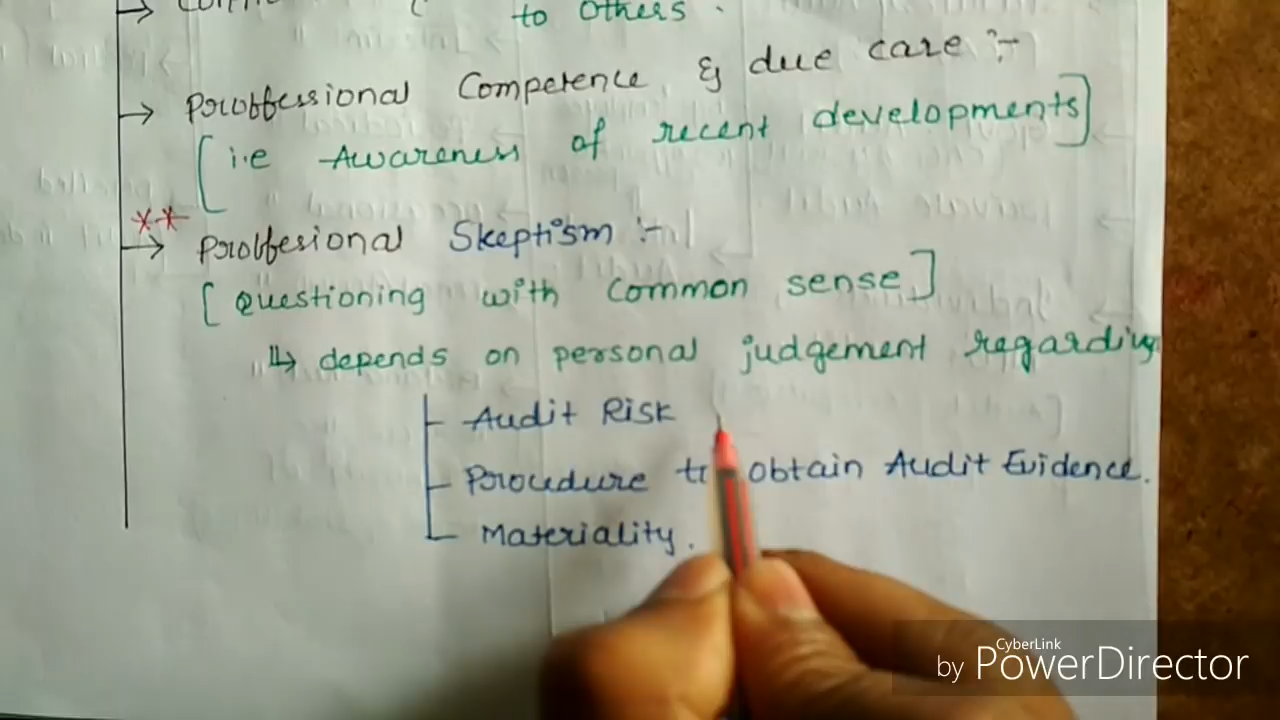 to others.
→ Proffessional Competence & due care :-
[i.e Awareness of recent developments]
**
→ Proffesional Skeptism :-
[Questioning with common sense]
↳ depends on personal judgement regarding
- Audit Risk
- Procedure to obtain Audit Evidence.
- Materiality.
CyberLink
by PowerDirector